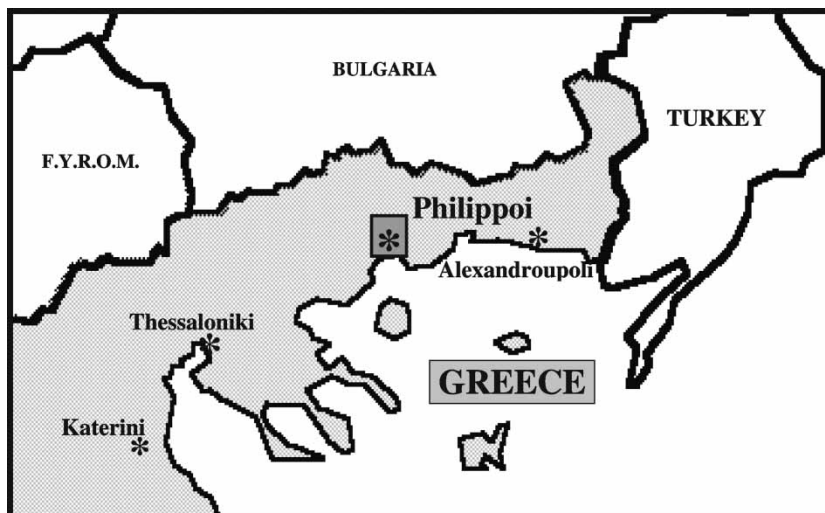 BULGARIA
TURKEY
F.Y.R.O.M.
Philippoi
Alexandroupoli
Thessaloniki
GREECE
Katerini